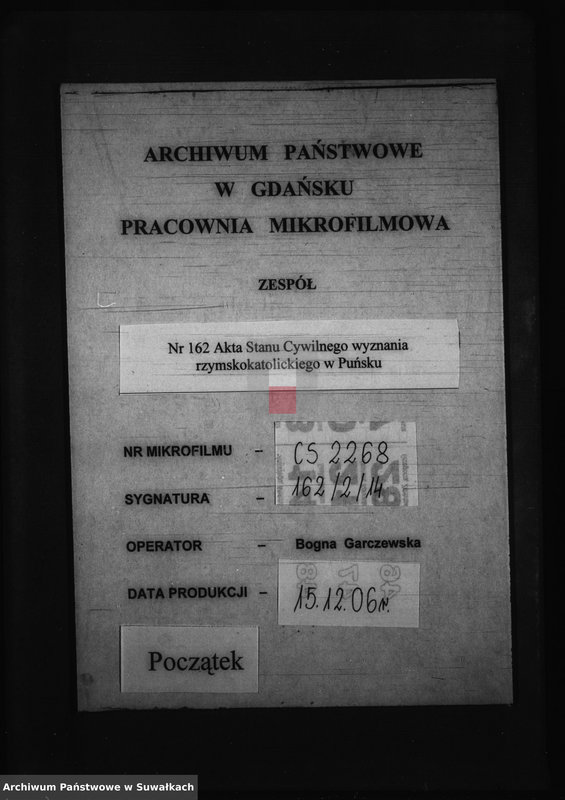 ARCHIWUM PAŃSTWOWE
W GDAŃSKU
PRACOWNIA MIKROFILMOWA
ZESPÓŁ
Nr 162 Akta Stanu Cywilnego wyznania
rzymskokatolickiego w Puńsku
NR MIKROFILMU – CS 2268
SYGNATURA – 162/2/14
OPERATOR – Bogna Garczewska
DATA PRODUKCJI – 15.12.06r.
Początek
Archiwum Państwowe w Suwałkach